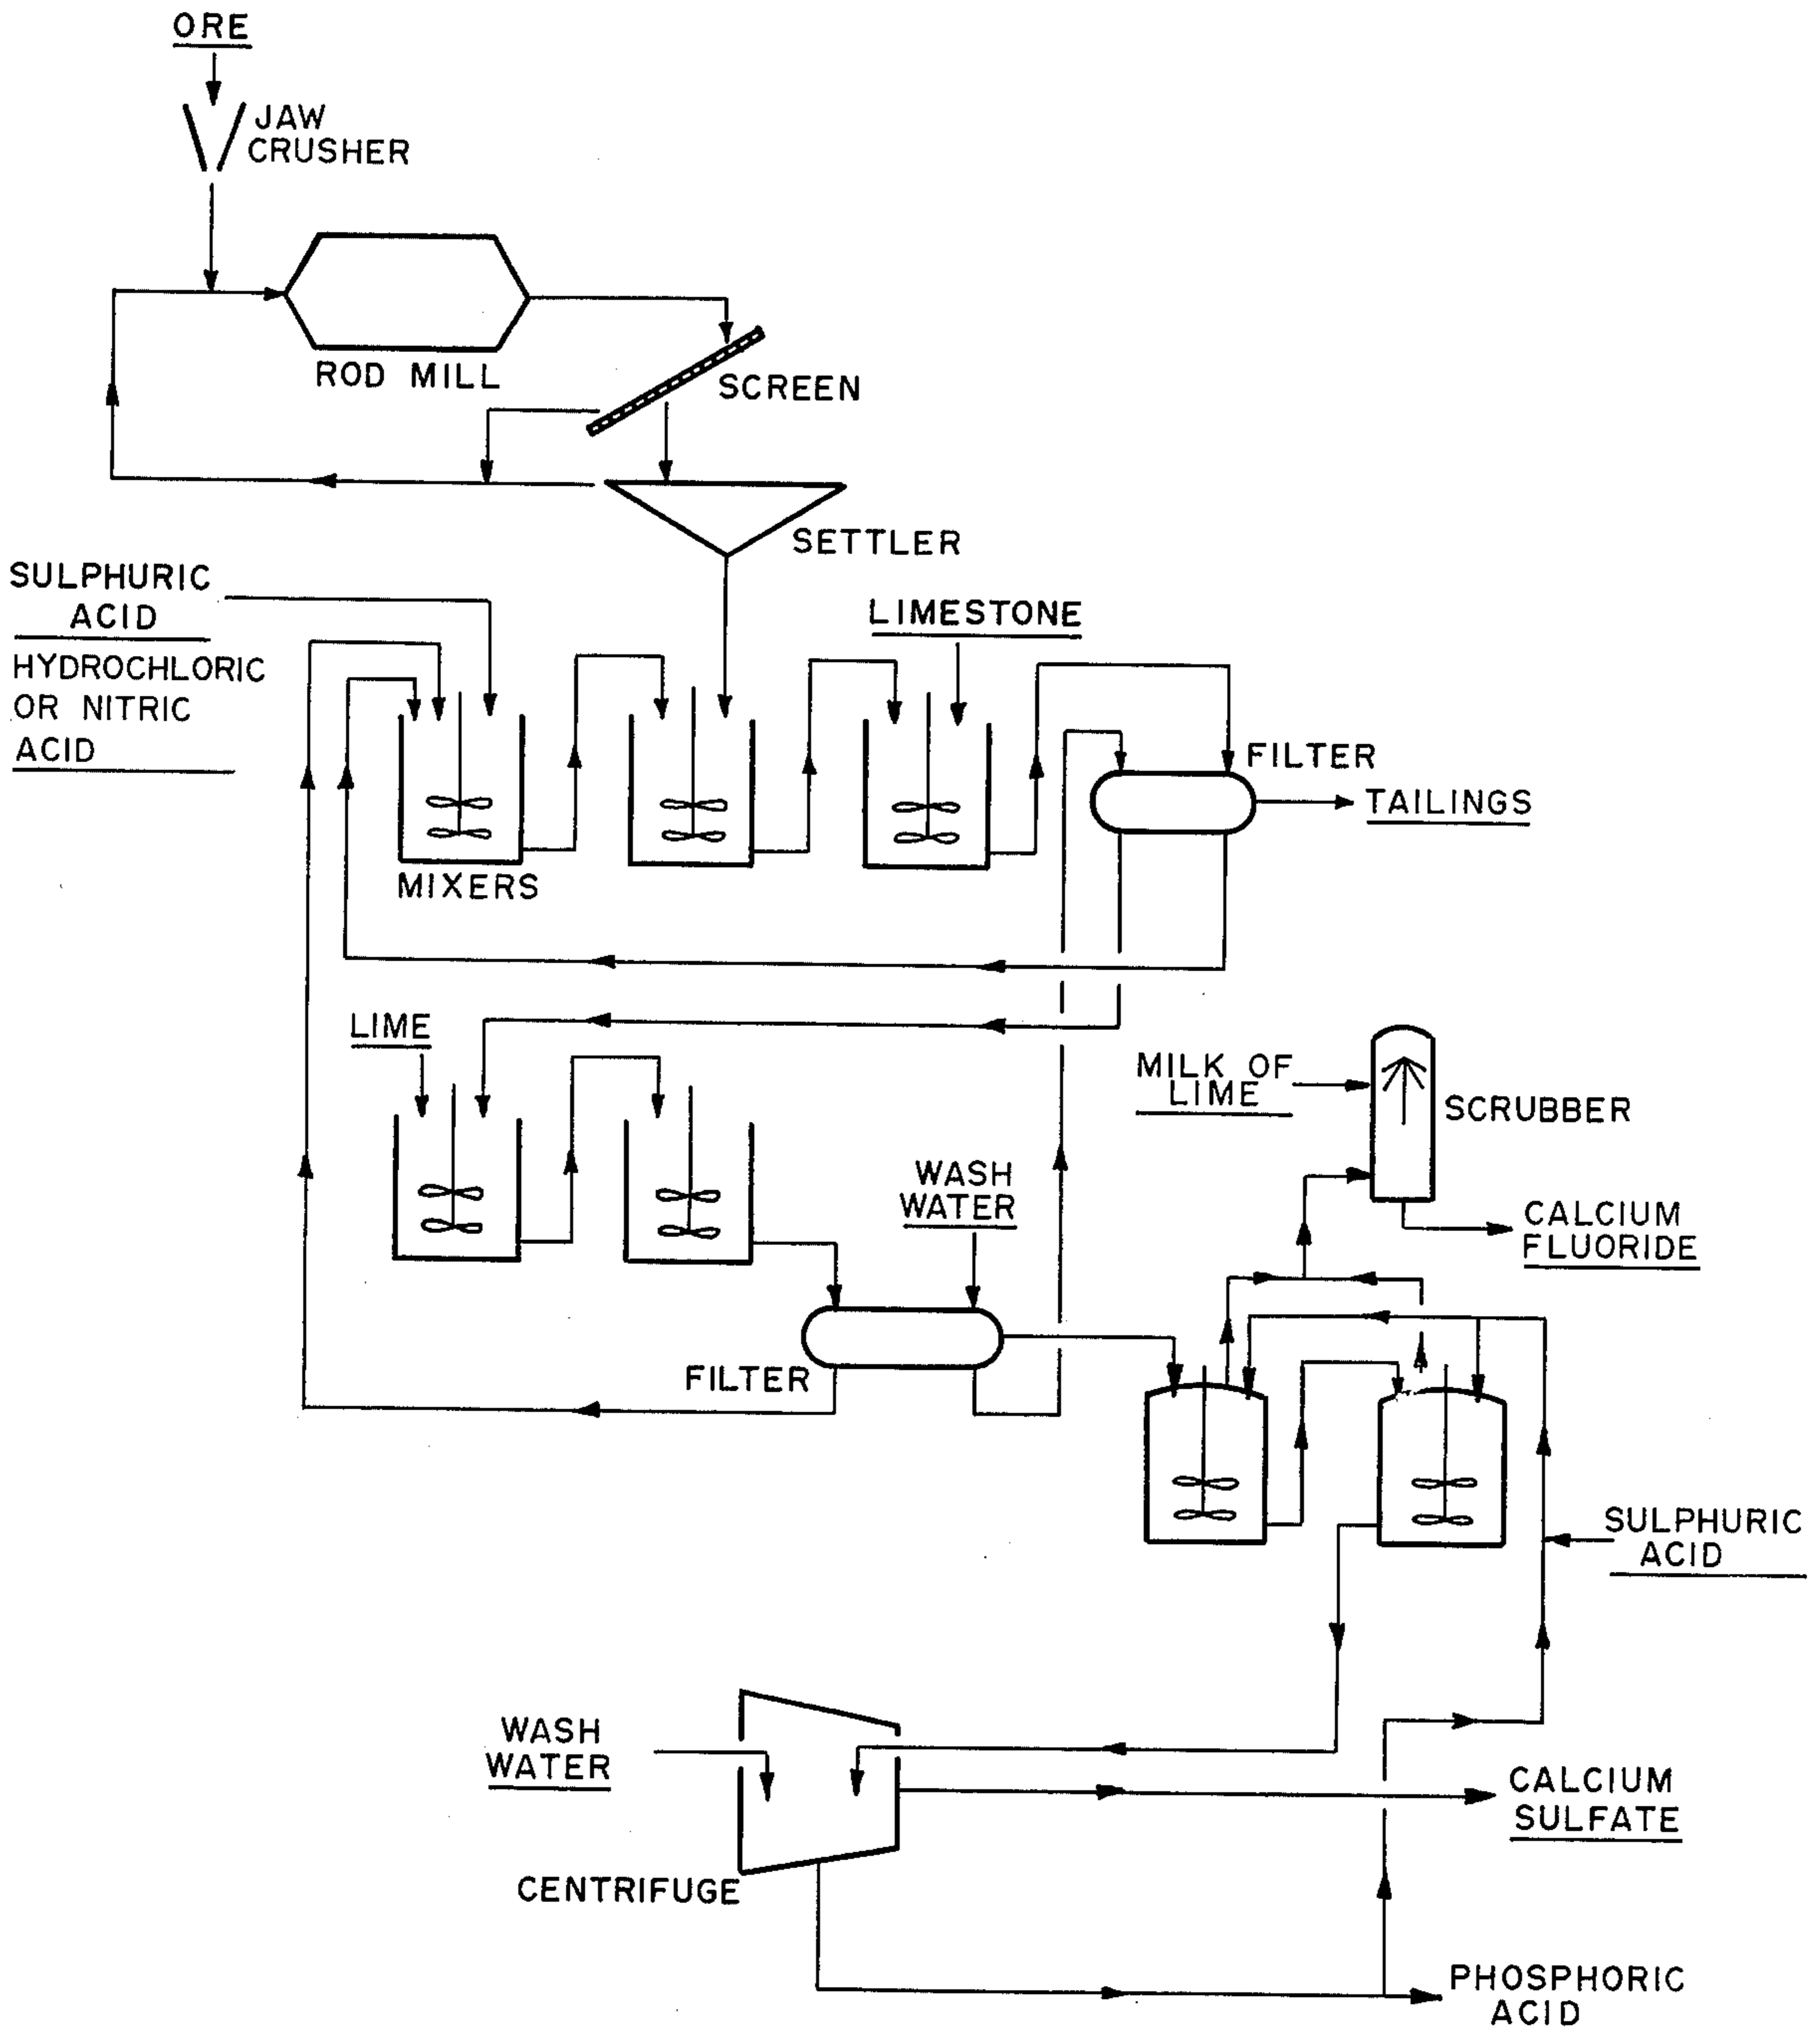 ORE
JAW
CRUSHER
ROD MILL
SCREEN
SETTLER
SULPHURIC
ACID
HYDROCHLORIC
OR NITRIC
ACID
LIMESTONE
FILTER
TAILINGS
MIXERS
LIME
MILK OF
LIME
SCRUBBER
WASH
WATER
CALCIUM
FLUORIDE
FILTER
SULPHURIC
ACID
WASH
WATER
CALCIUM
SULFATE
CENTRIFUGE
PHOSPHORIC
ACID